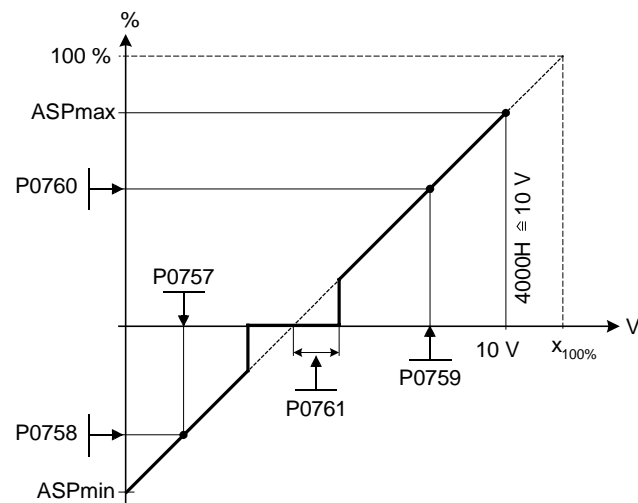 %
100 %
ASPmax
P0760
4000H ≙ 10 V
P0757
V
10 V
x100%
P0759
P0761
P0758
ASPmin